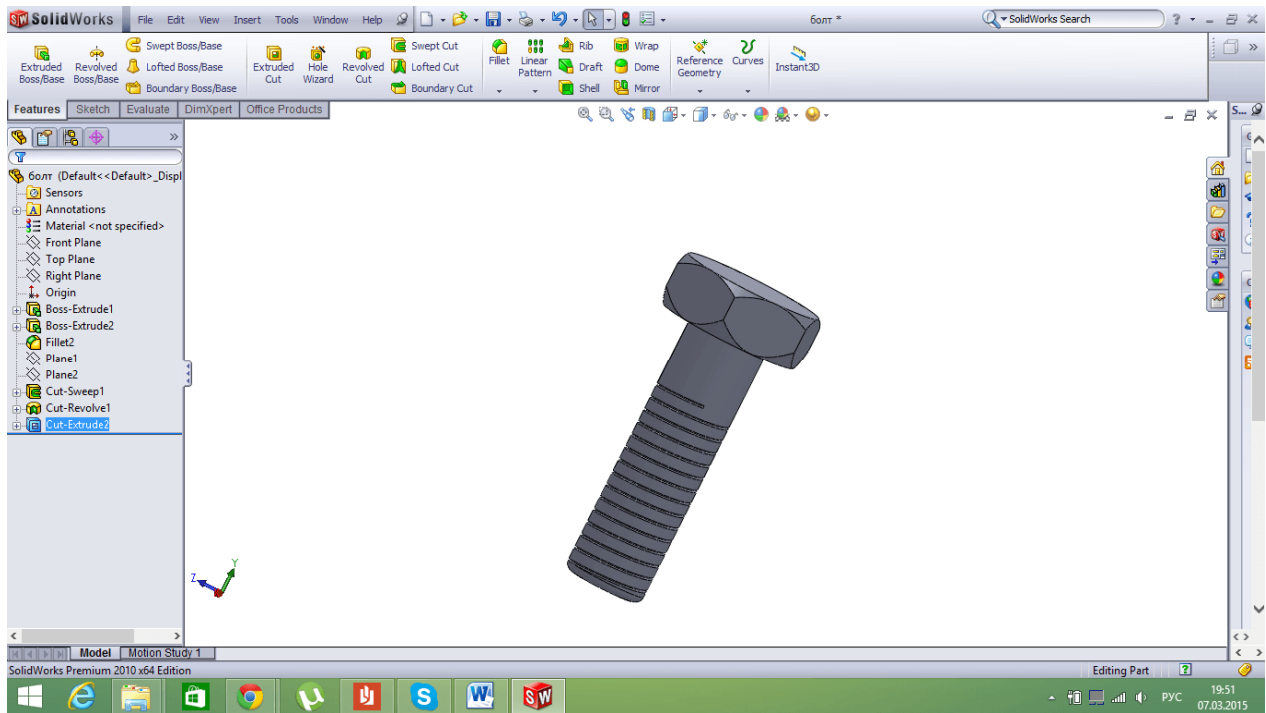 SolidWorks File Edit View Insert Tools Window Help болт * SolidWorks Search ?
Extruded Boss/Base
Revolved Boss/Base
Swept Boss/Base
Lofted Boss/Base
Boundary Boss/Base
Extruded Cut
Hole Wizard
Revolved Cut
Swept Cut
Lofted Cut
Boundary Cut
Fillet
Linear Pattern
Rib
Draft
Shell
Wrap
Dome
Mirror
Reference Geometry
Curves
Instant3D
Features Sketch Evaluate DimXpert Office Products
S...
болт (Default<<Default>_Displ
Sensors
Annotations
Material <not specified>
Front Plane
Top Plane
Right Plane
Origin
Boss-Extrude1
Boss-Extrude2
Fillet2
Plane1
Plane2
Cut-Sweep1
Cut-Revolve1
Cut-Extrude2
Y
Z
Model Motion Study 1
SolidWorks Premium 2010 x64 Edition Editing Part ?
РУС
19:51
07.03.2015